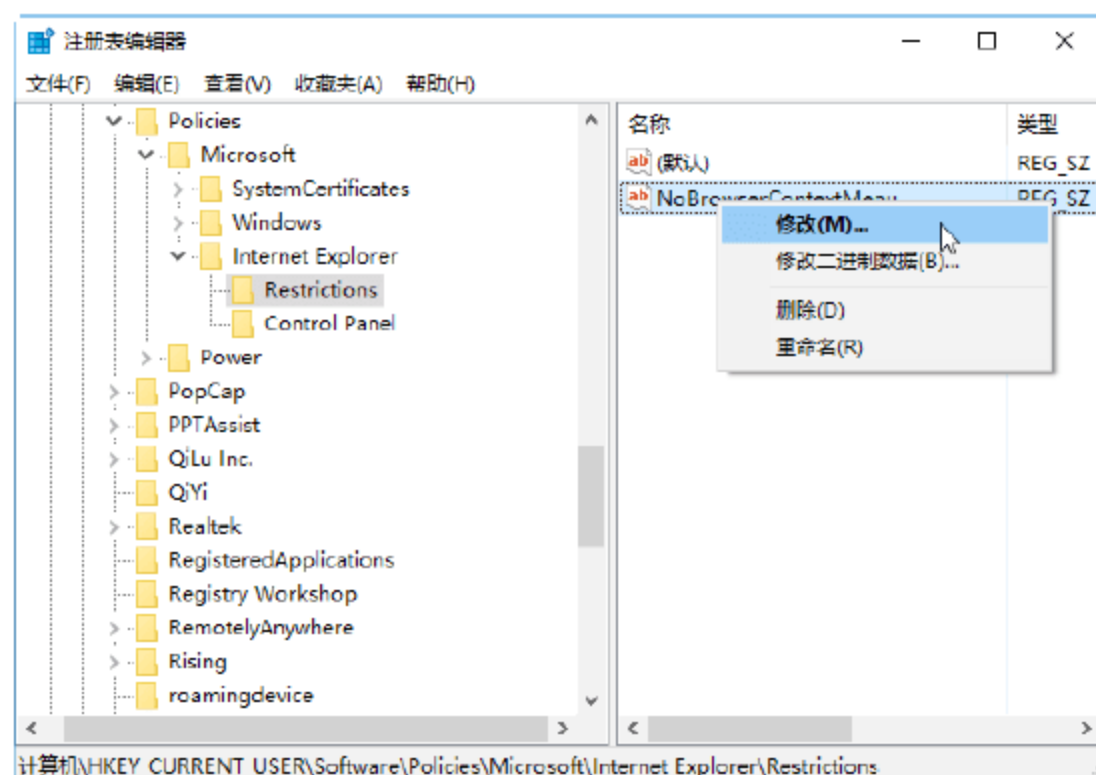 注册表编辑器
文件(F) 编辑(E) 查看(V) 收藏夹(A) 帮助(H)
Policies
Microsoft
SystemCertificates
Windows
Internet Explorer
Restrictions
Control Panel
Power
PopCap
PPTAssist
QiLu Inc.
QiYi
Realtek
RegisteredApplications
Registry Workshop
RemotelyAnywhere
Rising
roamingdevice
名称 类型
ab (默认) REG_SZ
ab NoBrowserContextMenu REG_SZ
修改(M)...
修改二进制数据(B)...
删除(D)
重命名(R)
计算机\HKEY_CURRENT_USER\Software\Policies\Microsoft\Internet Explorer\Restrictions